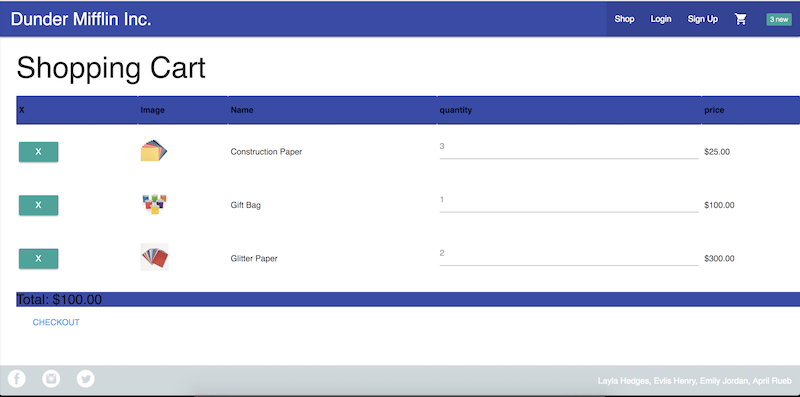 Dunder Mifflin Inc.
Shop Login Sign Up 3 new
Shopping Cart
X Image Name quantity price
X Construction Paper 3 $25.00
X Gift Bag 1 $100.00
X Glitter Paper 2 $300.00
Total: $100.00
CHECKOUT
Layla Hedges, Evlis Henry, Emily Jordan, April Rueb